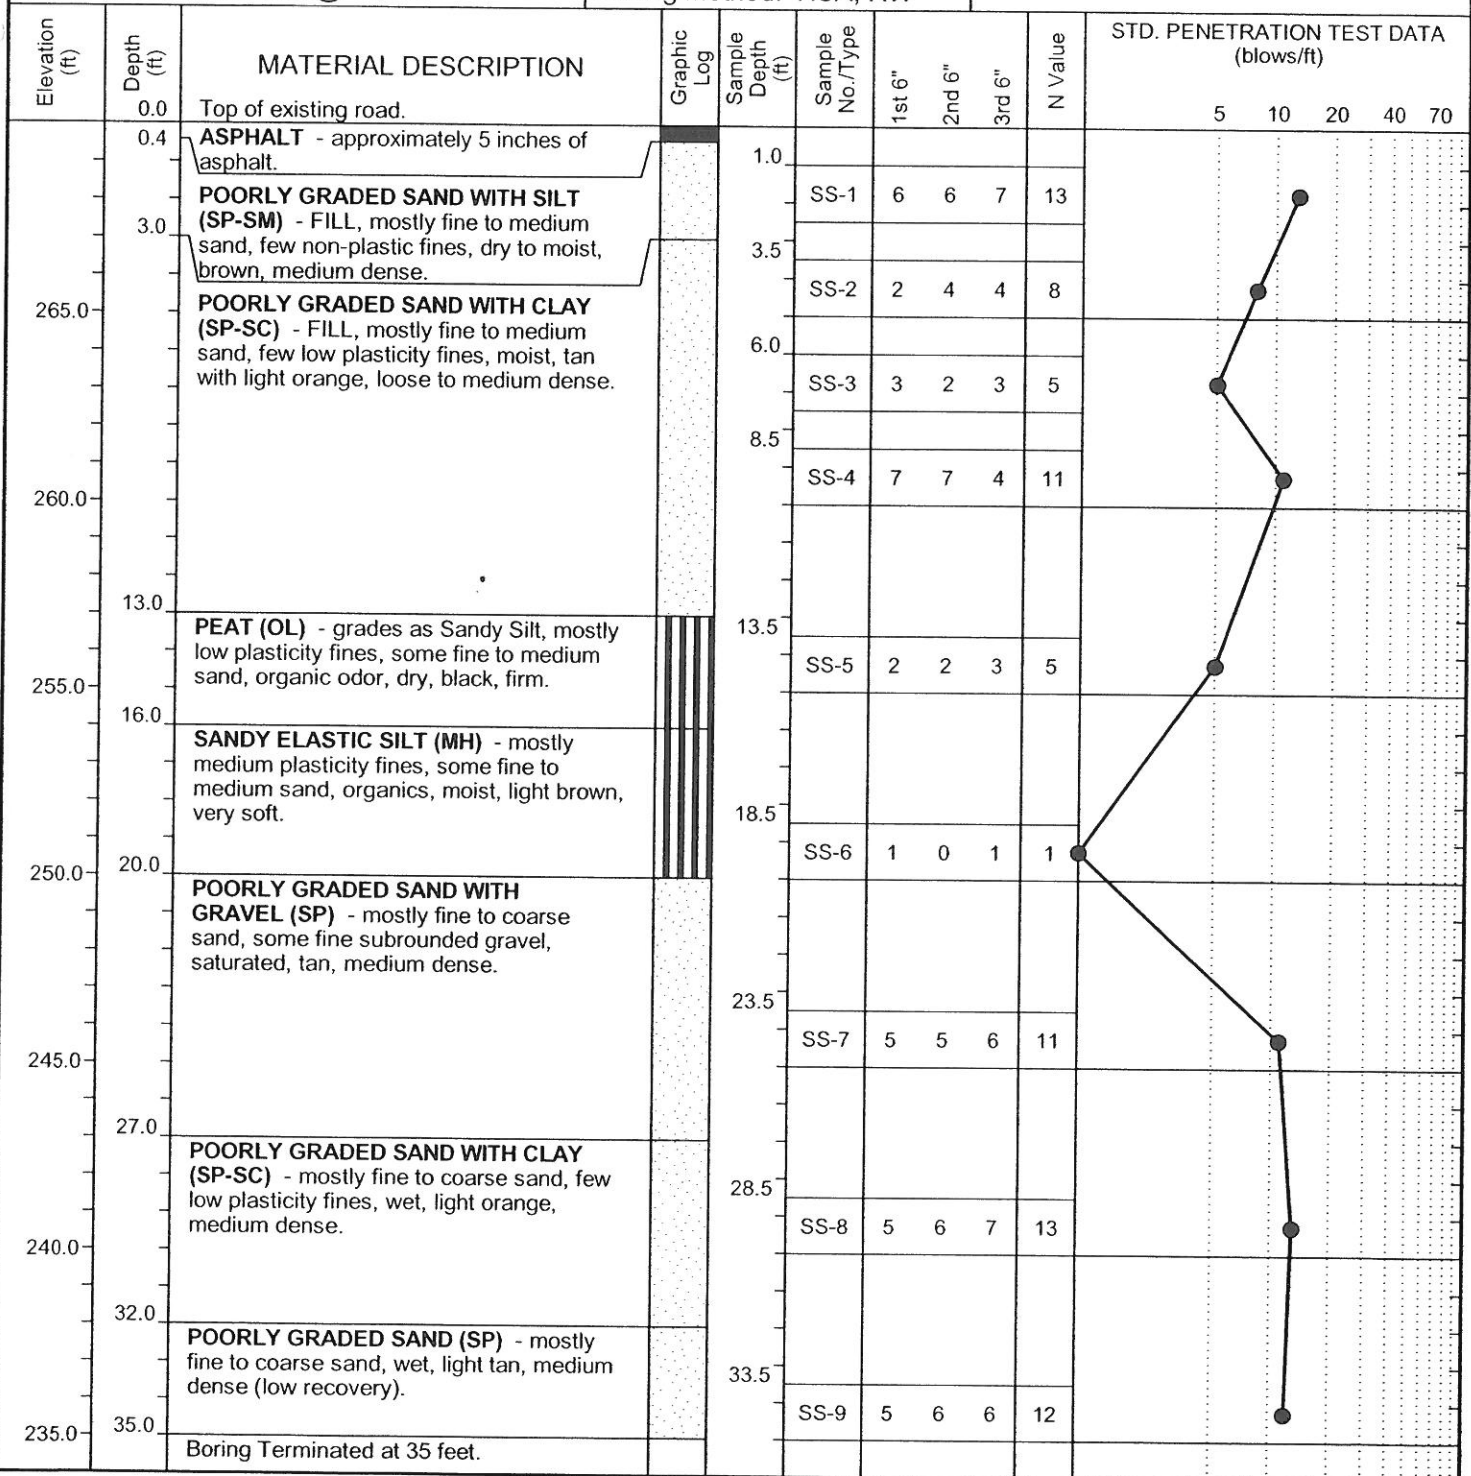 Elevation (ft)
Depth (ft)
MATERIAL DESCRIPTION
Graphic Log
Sample Depth (ft)
Sample No./Type
1st 6"
2nd 6"
3rd 6"
N Value
STD. PENETRATION TEST DATA
(blows/ft)
5 10 20 40 70
0.0 Top of existing road.
0.4 ASPHALT - approximately 5 inches of
asphalt.
1.0
POORLY GRADED SAND WITH SILT
(SP-SM) - FILL, mostly fine to medium
sand, few non-plastic fines, dry to moist,
brown, medium dense.
SS-1 6 6 7 13
3.0
3.5
POORLY GRADED SAND WITH CLAY
(SP-SC) - FILL, mostly fine to medium
sand, few low plasticity fines, moist, tan
with light orange, loose to medium dense.
SS-2 2 4 4 8
265.0
6.0
SS-3 3 2 3 5
8.5
SS-4 7 7 4 11
260.0
13.0
13.5
PEAT (OL) - grades as Sandy Silt, mostly
low plasticity fines, some fine to medium
sand, organic odor, dry, black, firm.
SS-5 2 2 3 5
255.0
16.0
SANDY ELASTIC SILT (MH) - mostly
medium plasticity fines, some fine to
medium sand, organics, moist, light brown,
very soft.
18.5
SS-6 1 0 1 1
250.0 20.0
POORLY GRADED SAND WITH
GRAVEL (SP) - mostly fine to coarse
sand, some fine subrounded gravel,
saturated, tan, medium dense.
23.5
SS-7 5 5 6 11
245.0
27.0
POORLY GRADED SAND WITH CLAY
(SP-SC) - mostly fine to coarse sand, few
low plasticity fines, wet, light orange,
medium dense.
28.5
SS-8 5 6 7 13
240.0
32.0
POORLY GRADED SAND (SP) - mostly
fine to coarse sand, wet, light tan, medium
dense (low recovery).
33.5
SS-9 5 6 6 12
235.0 35.0
Boring Terminated at 35 feet.